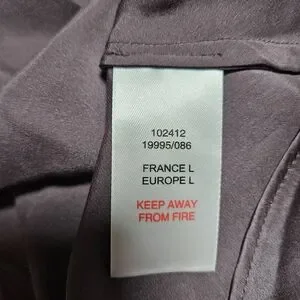 102412
19995/086
FRANCE L
EUROPE L
KEEP AWAY
FROM FIRE